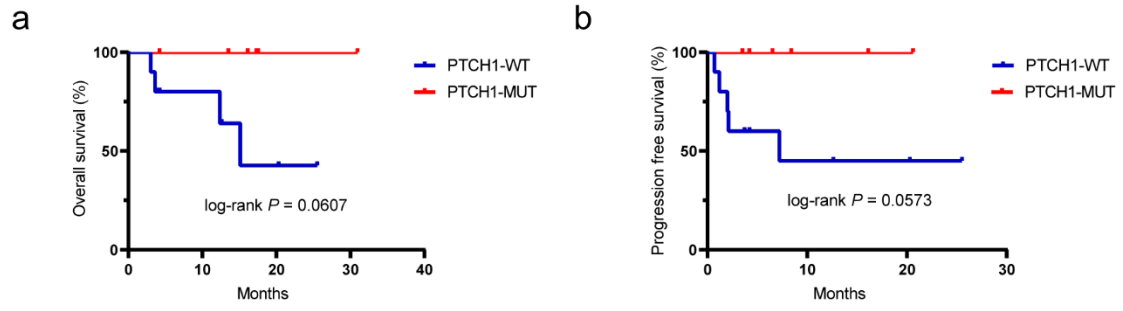 a
Overall survival (%)
100
50
0
0 10 20 30 40
Months
log-rank P = 0.0607
PTCH1-WT
PTCH1-MUT
b
Progression free survival (%)
100
50
0
0 10 20 30
Months
log-rank P = 0.0573
PTCH1-WT
PTCH1-MUT